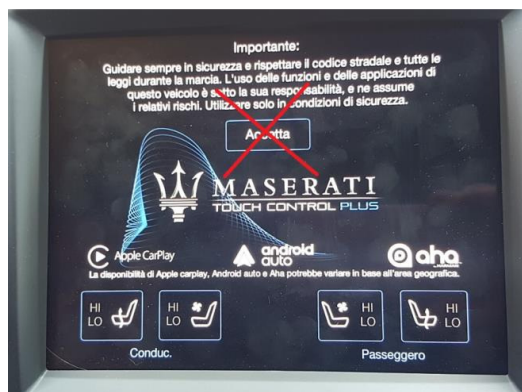 Importante:
Guidare sempre in sicurezza e rispettare il codice stradale e tutte le
leggi durante la marcia. L'uso delle funzioni e delle applicazioni di
questo veicolo è sotto la sua responsabilità, e ne assume
i relativi rischi. Utilizzare solo in condizioni di sicurezza.
Accetta
MASERATI
TOUCH CONTROL PLUS
Apple CarPlay
android auto
aha
La disponibilità di Apple carplay, Android auto e Aha potrebbe variare in base all'area geografica.
HI HI HI HI
LO LO LO LO
Conduc. Passeggero